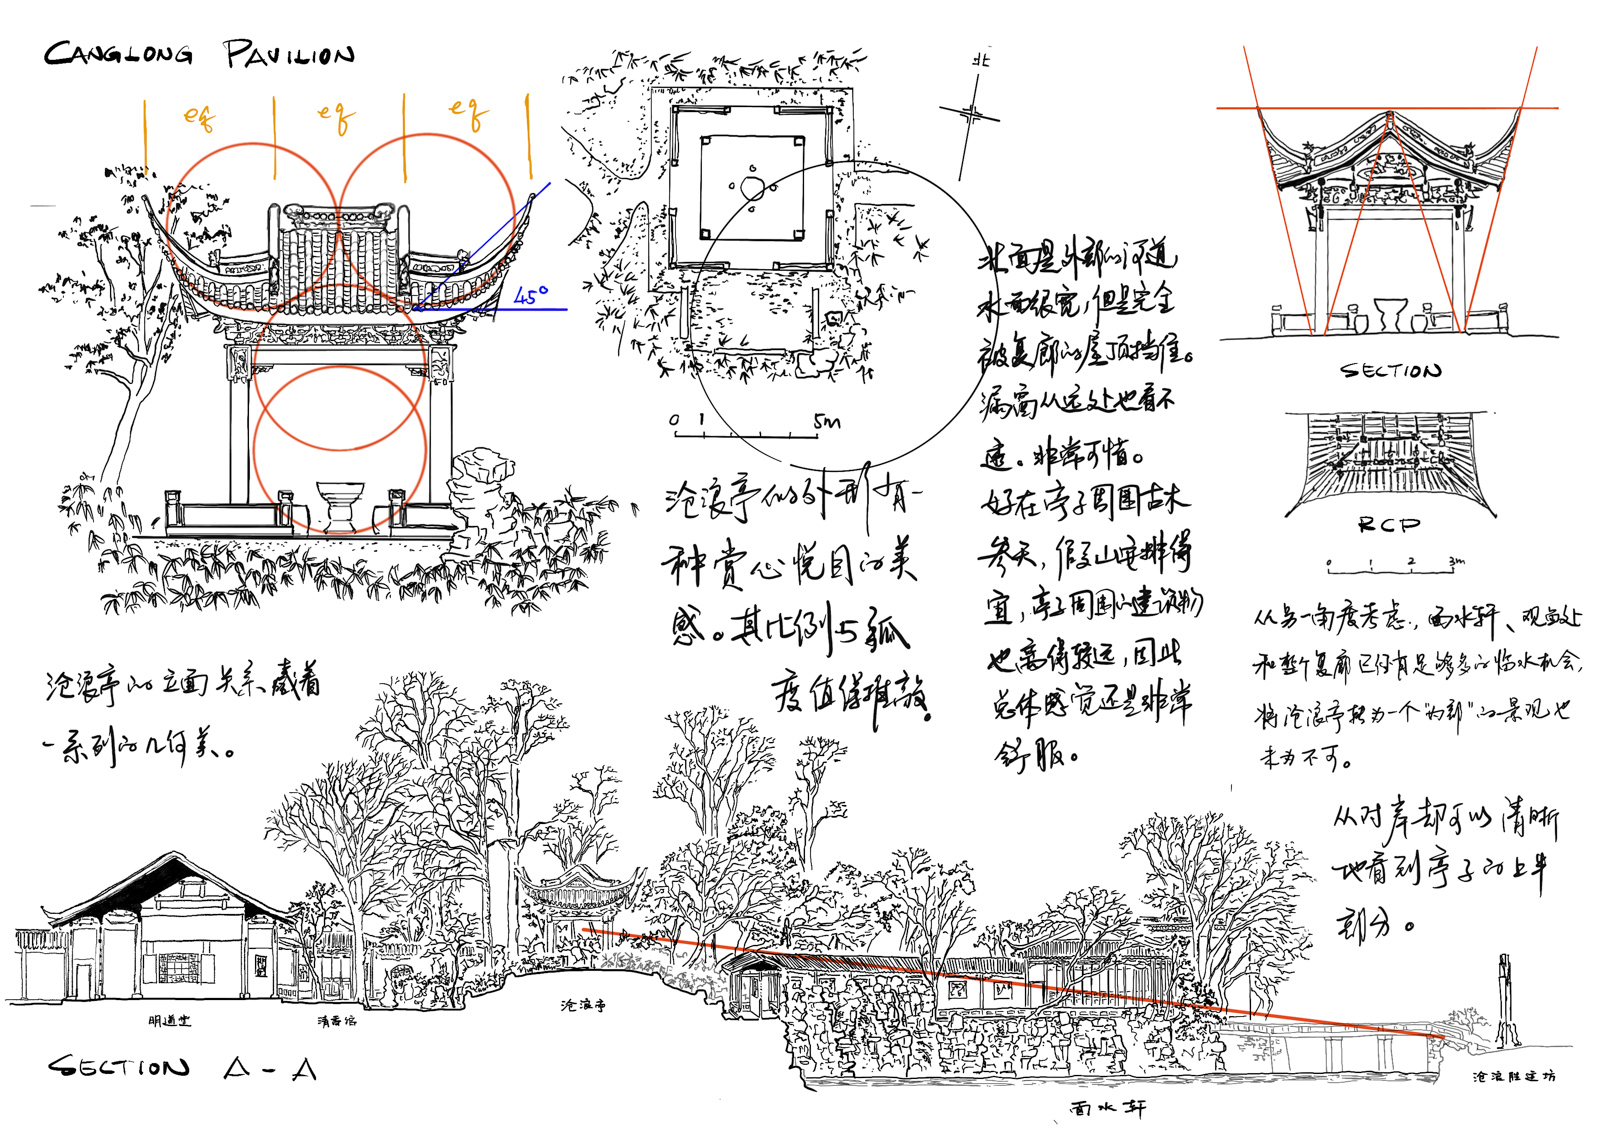 CANGLONG PAVILION
eq eq eq
45°
北
0 1 5m
沧浪亭的外形有一
种赏心悦目的美
感。其比例与弧
度值得推敲。
北面是外部的河道
水面很宽，但是完全
被复廊的屋顶挡住。
漏窗从远处也看不
透。非常可惜。
好在亭子周围古木
参天，假山安排得
宜，亭子周围的建筑物
也离得较远，因此
总体感觉还是非常
舒服。
SECTION
RCP
0 1 2 3m
从另一角度考虑，面水轩、观鱼处
和整个复廊已经有足够多的临水机会，
将沧浪亭转为一个“内部”的景观也
未为不可。
从对岸却可以清晰
地看到亭子的上半
部分。
沧浪亭的立面关系藏着
一系列的几何美。
明道堂
清香馆
沧浪亭
SECTION A-A
面水轩
沧浪胜迹坊